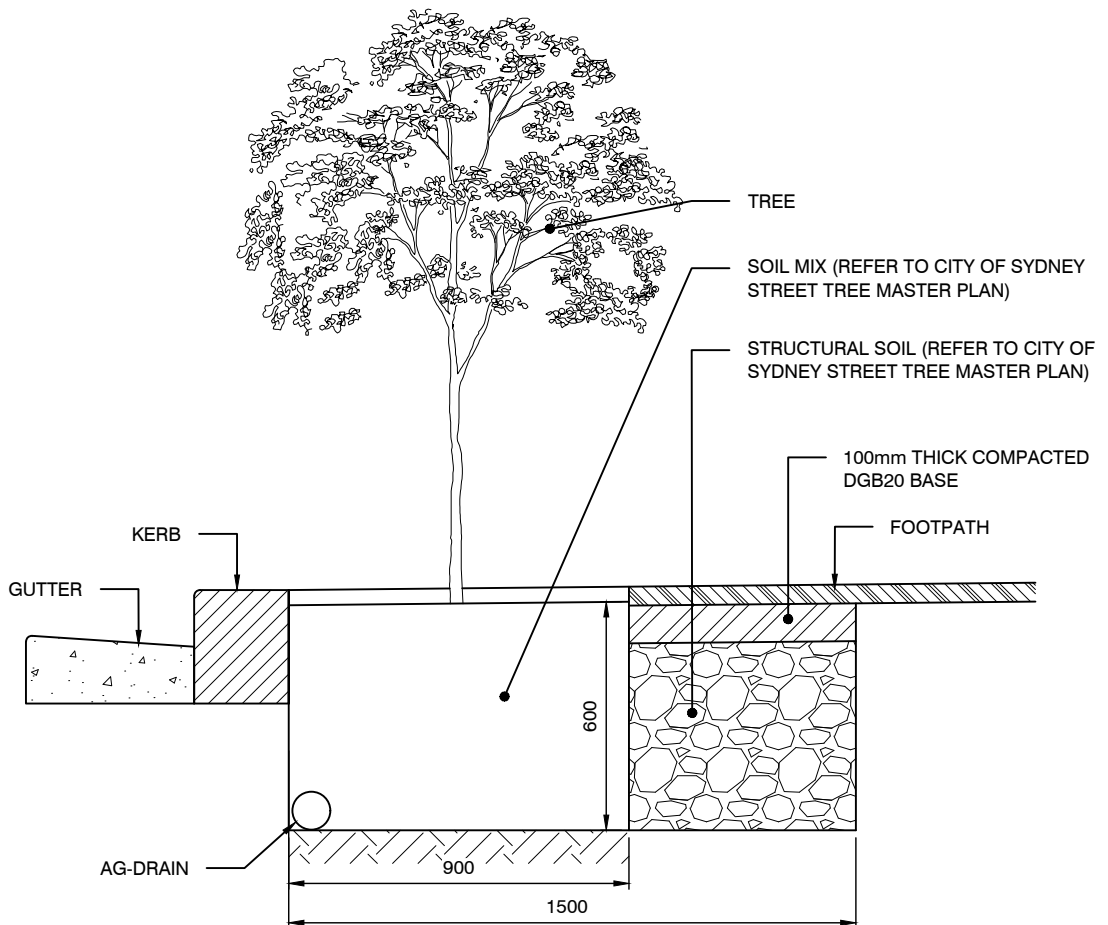 TREE
SOIL MIX (REFER TO CITY OF SYDNEY
STREET TREE MASTER PLAN)
STRUCTURAL SOIL (REFER TO CITY OF
SYDNEY STREET TREE MASTER PLAN)
100mm THICK COMPACTED
DGB20 BASE
FOOTPATH
KERB
GUTTER
600
AG-DRAIN
900
1500